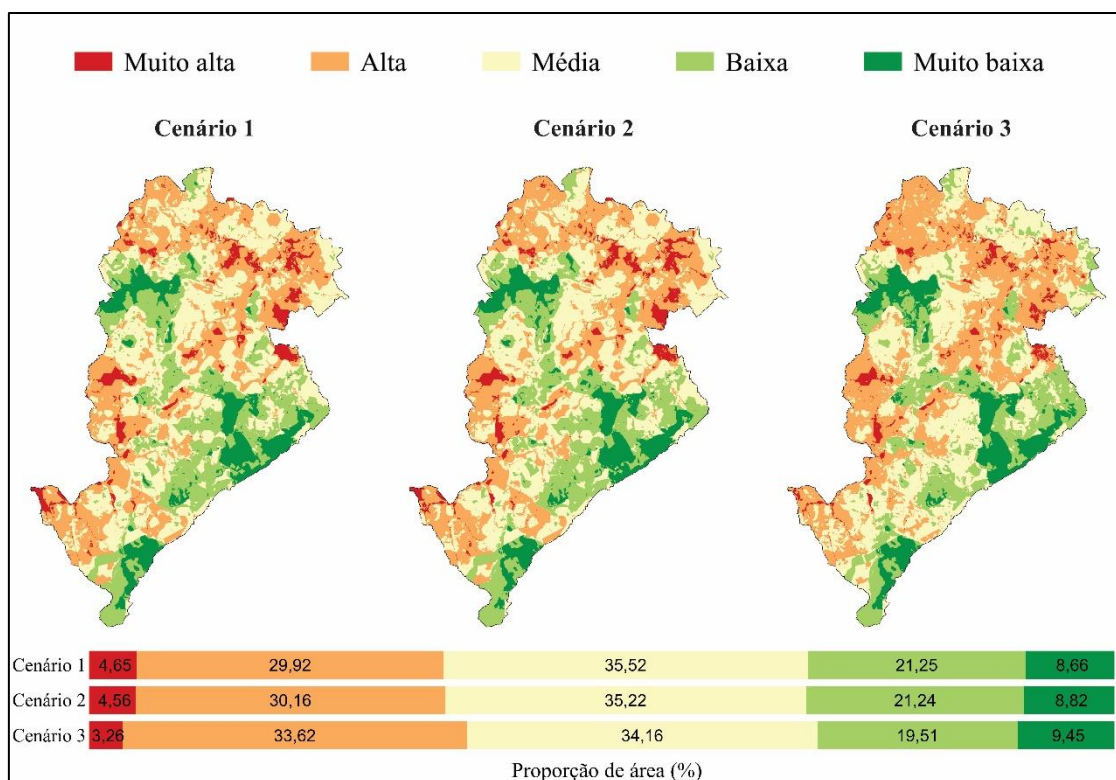 Muito alta Alta Média Baixa Muito baixa
Cenário 1 Cenário 2 Cenário 3
Cenário 1 4,65 29,92 35,52 21,25 8,66
Cenário 2 4,56 30,16 35,22 21,24 8,82
Cenário 3 3,26 33,62 34,16 19,51 9,45
Proporção de área (%)